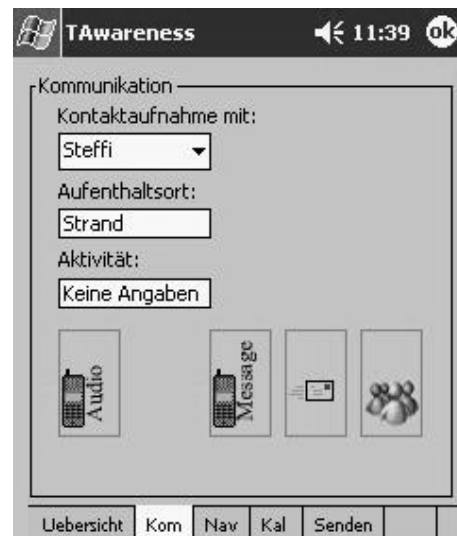 TAwareness 11:39 ok
Kommunikation
Kontaktaufnahme mit:
Steffi
Aufenthaltsort:
Strand
Aktivität:
Keine Angaben
Audio Message
Uebersicht Kom Nav Kal Senden